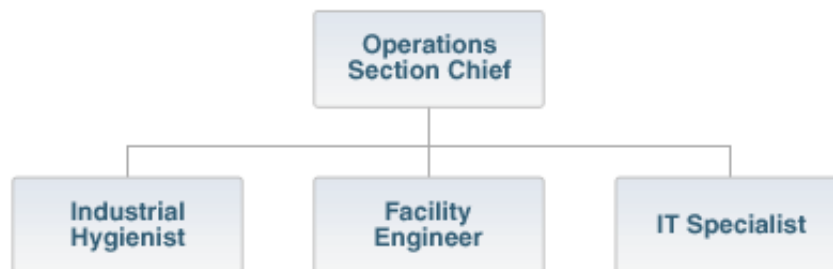 Operations
Section Chief
Industrial
Hygienist
Facility
Engineer
IT Specialist